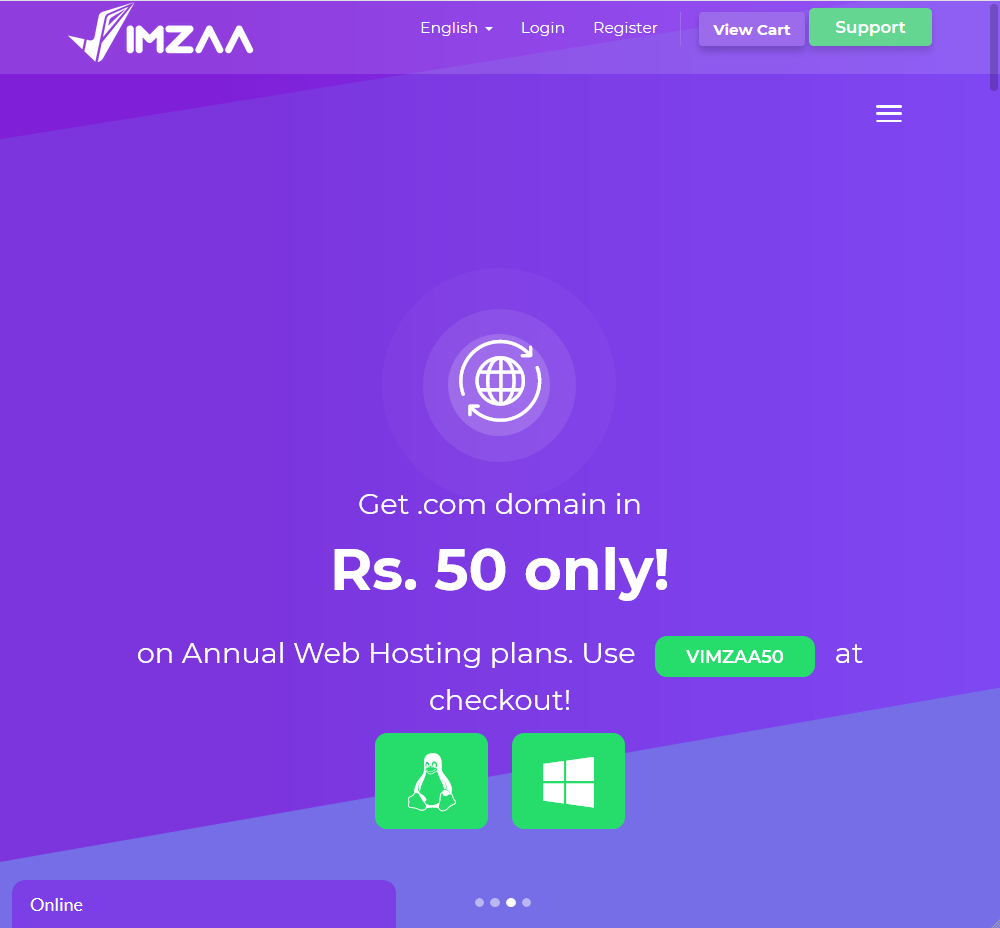 VIMZAA
English
Login
Register
View Cart
Support
Get .com domain in
Rs. 50 only!
on Annual Web Hosting plans. Use VIMZAA50 at
checkout!
Online